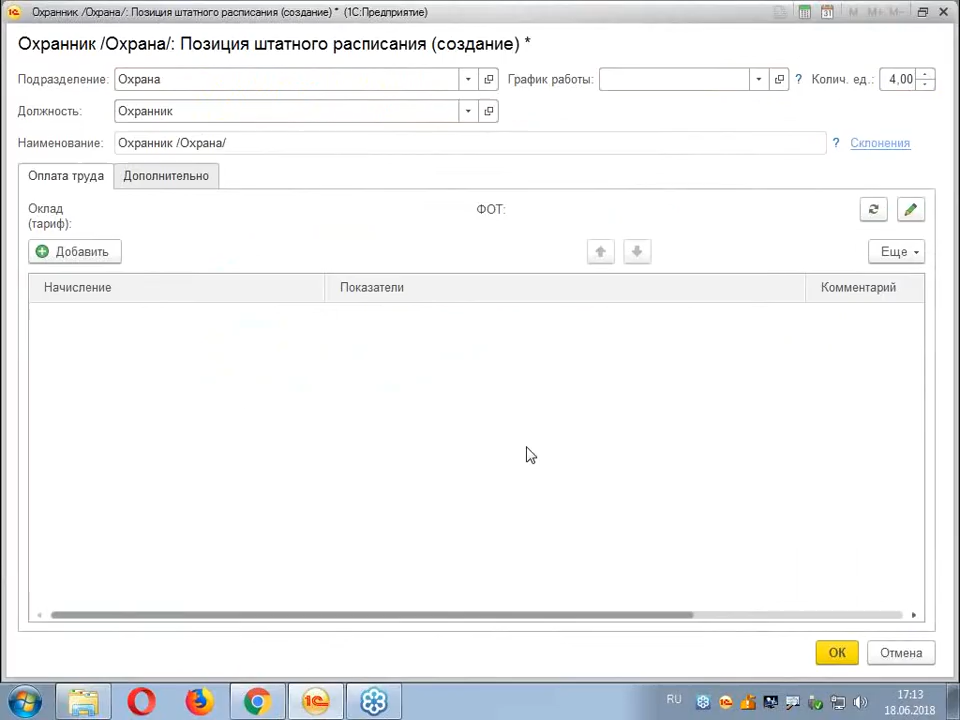 Охранник /Охрана/: Позиция штатного расписания (создание) * (1С:Предприятие)
M M+ M-
Охранник /Охрана/: Позиция штатного расписания (создание) *
Подразделение: Охрана График работы: ? Колич. ед.: 4,00
Должность: Охранник
Наименование: Охранник /Охрана/ ? Склонения
Оплата труда Дополнительно
Оклад (тариф): ФОТ:
Добавить Еще
Начисление Показатели Комментарий
ОК Отмена
RU 17:13
18.06.2018